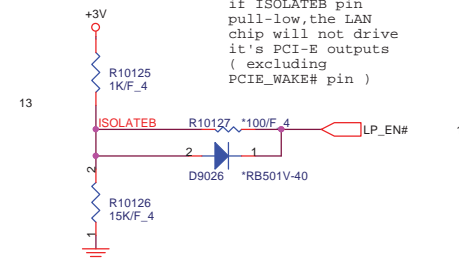 if ISOLATEB pin
pull-low,the LAN
chip will not drive
it's PCI-E outputs
( excluding
PCIE_WAKE# pin )
+3V
R10125
1K/F_4
13
ISOLATEB
R10127
*100/F_4
LP_EN#
2
1
D9026
*RB501V-40
2
R10126
15K/F_4
1